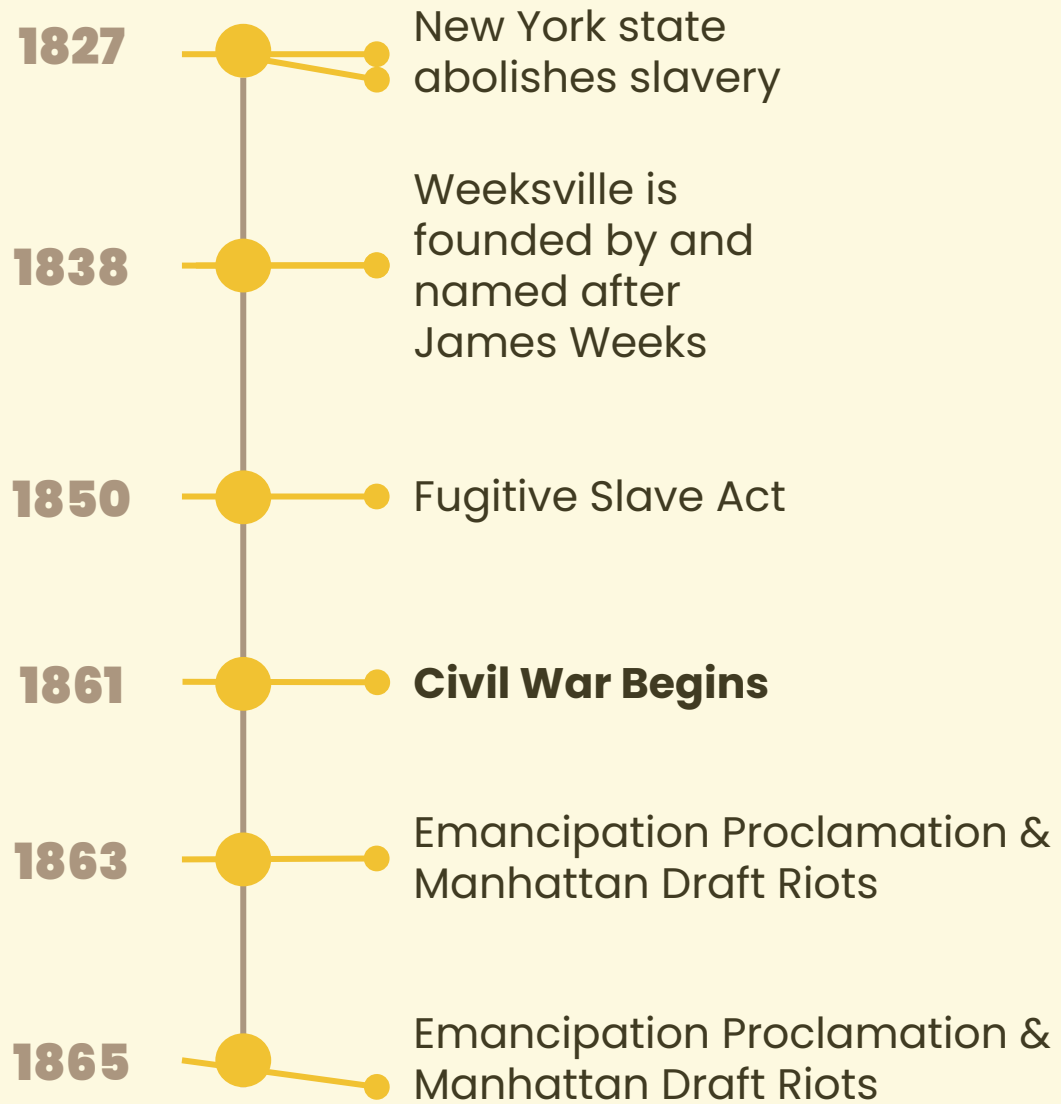 1827
New York state
abolishes slavery
1838
Weeksville is
founded by and
named after
James Weeks
1850
Fugitive Slave Act
1861
Civil War Begins
1863
Emancipation Proclamation &
Manhattan Draft Riots
1865
Emancipation Proclamation &
Manhattan Draft Riots